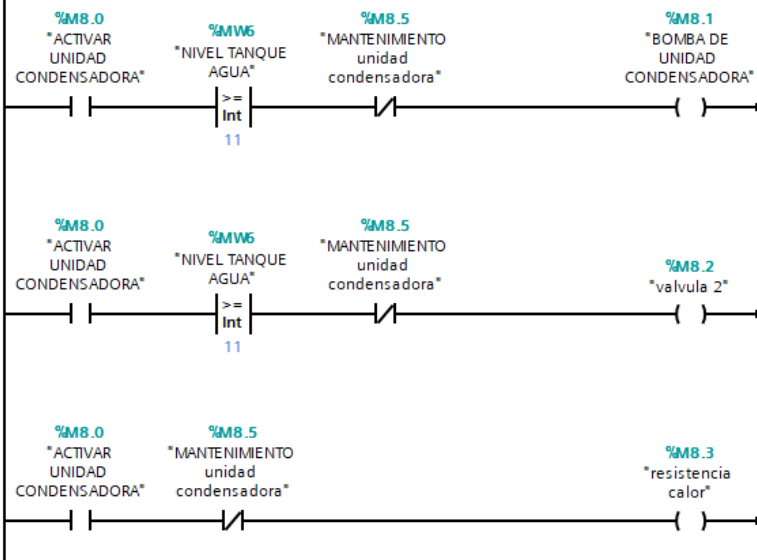 %M8.0
"ACTIVAR
UNIDAD
CONDENSADORA"
%MW6
"NIVEL TANQUE
AGUA"
>=
Int
11
%M8.5
"MANTENIMIENTO
unidad
condensadora"
%M8.1
"BOMBA DE
UNIDAD
CONDENSADORA"
%M8.0
"ACTIVAR
UNIDAD
CONDENSADORA"
%MW6
"NIVEL TANQUE
AGUA"
>=
Int
11
%M8.5
"MANTENIMIENTO
unidad
condensadora"
%M8.2
"valvula 2"
%M8.0
"ACTIVAR
UNIDAD
CONDENSADORA"
%M8.5
"MANTENIMIENTO
unidad
condensadora"
%M8.3
"resistencia
calor"